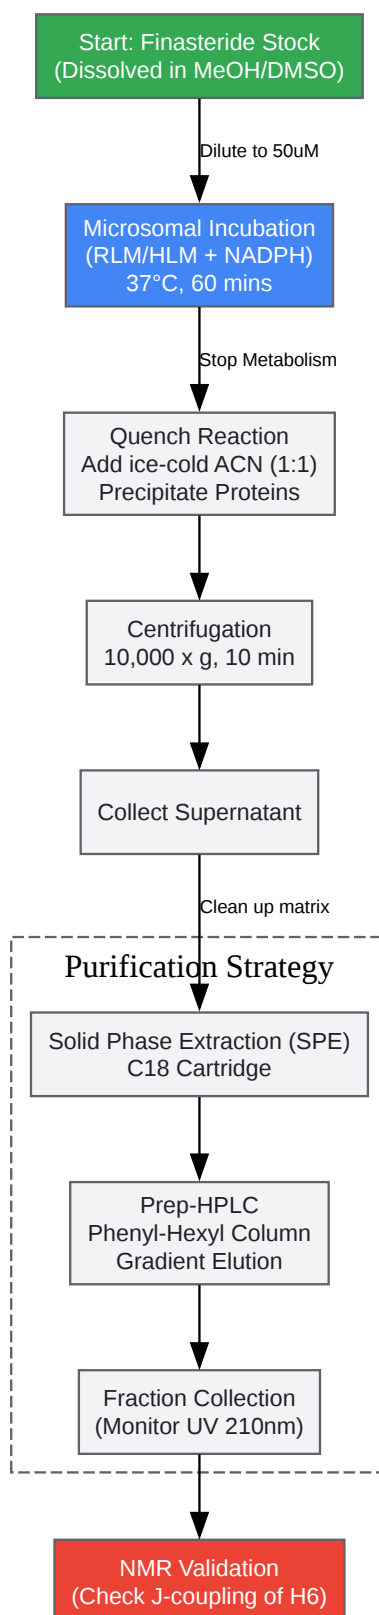 Start: Finasteride Stock
(Dissolved in MeOH/DMSO)
Dilute to 50uM
Microsomal Incubation
(RLM/HLM + NADPH)
37°C, 60 mins
Stop Metabolism
Quench Reaction
Add ice-cold ACN (1:1)
Precipitate Proteins
Centrifugation
10,000 x g, 10 min
Collect Supernatant
Clean up matrix
Purification Strategy
Solid Phase Extraction (SPE)
C18 Cartridge
Prep-HPLC
Phenyl-Hexyl Column
Gradient Elution
Fraction Collection
(Monitor UV 210nm)
NMR Validation
(Check J-coupling of H6)